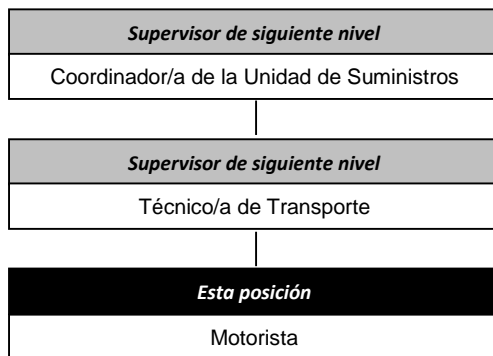 Supervisor de siguiente nivel
Coordinador/a de la Unidad de Suministros
Supervisor de siguiente nivel
Técnico/a de Transporte
Esta posición
Motorista